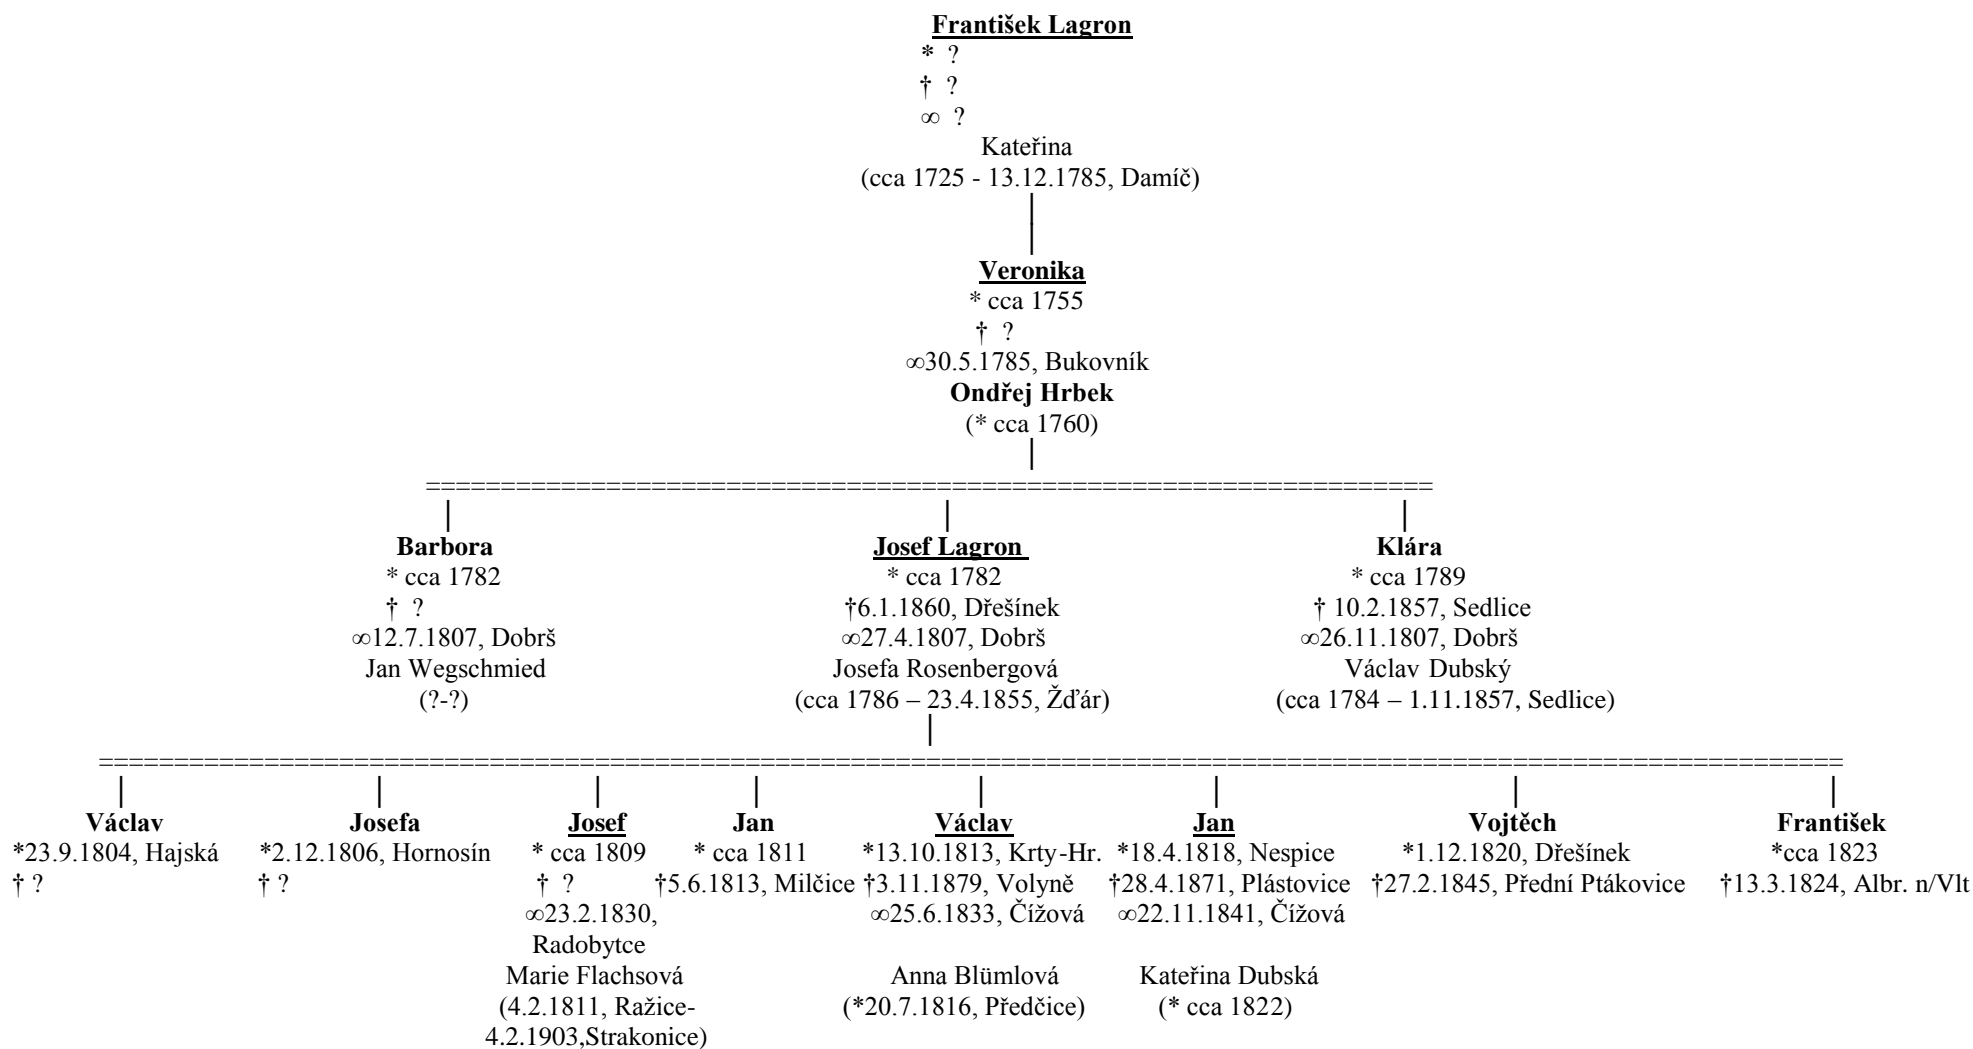 František Lagron
* ?
† ?
∞ ?
Kateřina
(cca 1725 - 13.12.1785, Damíč)
Veronika
* cca 1755
† ?
∞30.5.1785, Bukovník
Ondřej Hrbek
(* cca 1760)
===================================================================
Barbora
* cca 1782
† ?
∞12.7.1807, Dobrš
Jan Wegschmied
(?-?)
Josef Lagron
* cca 1782
†6.1.1860, Dřešínek
∞27.4.1807, Dobrš
Josefa Rosenbergová
(cca 1786 – 23.4.1855, Žďár)
Klára
* cca 1789
† 10.2.1857, Sedlice
∞26.11.1807, Dobrš
Václav Dubský
(cca 1784 – 1.11.1857, Sedlice)
====================================================================================================================
Václav
*23.9.1804, Hajská
† ?
Josefa
*2.12.1806, Hornosín
† ?
Josef
* cca 1809
† ?
∞23.2.1830,
Radobytce
Marie Flachsová
(4.2.1811, Ražice-
4.2.1903,Strakonice)
Jan
* cca 1811
†5.6.1813, Milčice
Václav
*13.10.1813, Krty-Hr.
†3.11.1879, Volyně
∞25.6.1833, Čížová
Anna Blümlová
(*20.7.1816, Předčice)
Jan
*18.4.1818, Nespice
†28.4.1871, Plástovice
∞22.11.1841, Čížová
Kateřina Dubská
(* cca 1822)
Vojtěch
*1.12.1820, Dřešínek
†27.2.1845, Přední Ptákovice
František
*cca 1823
†13.3.1824, Albr. n/Vlt